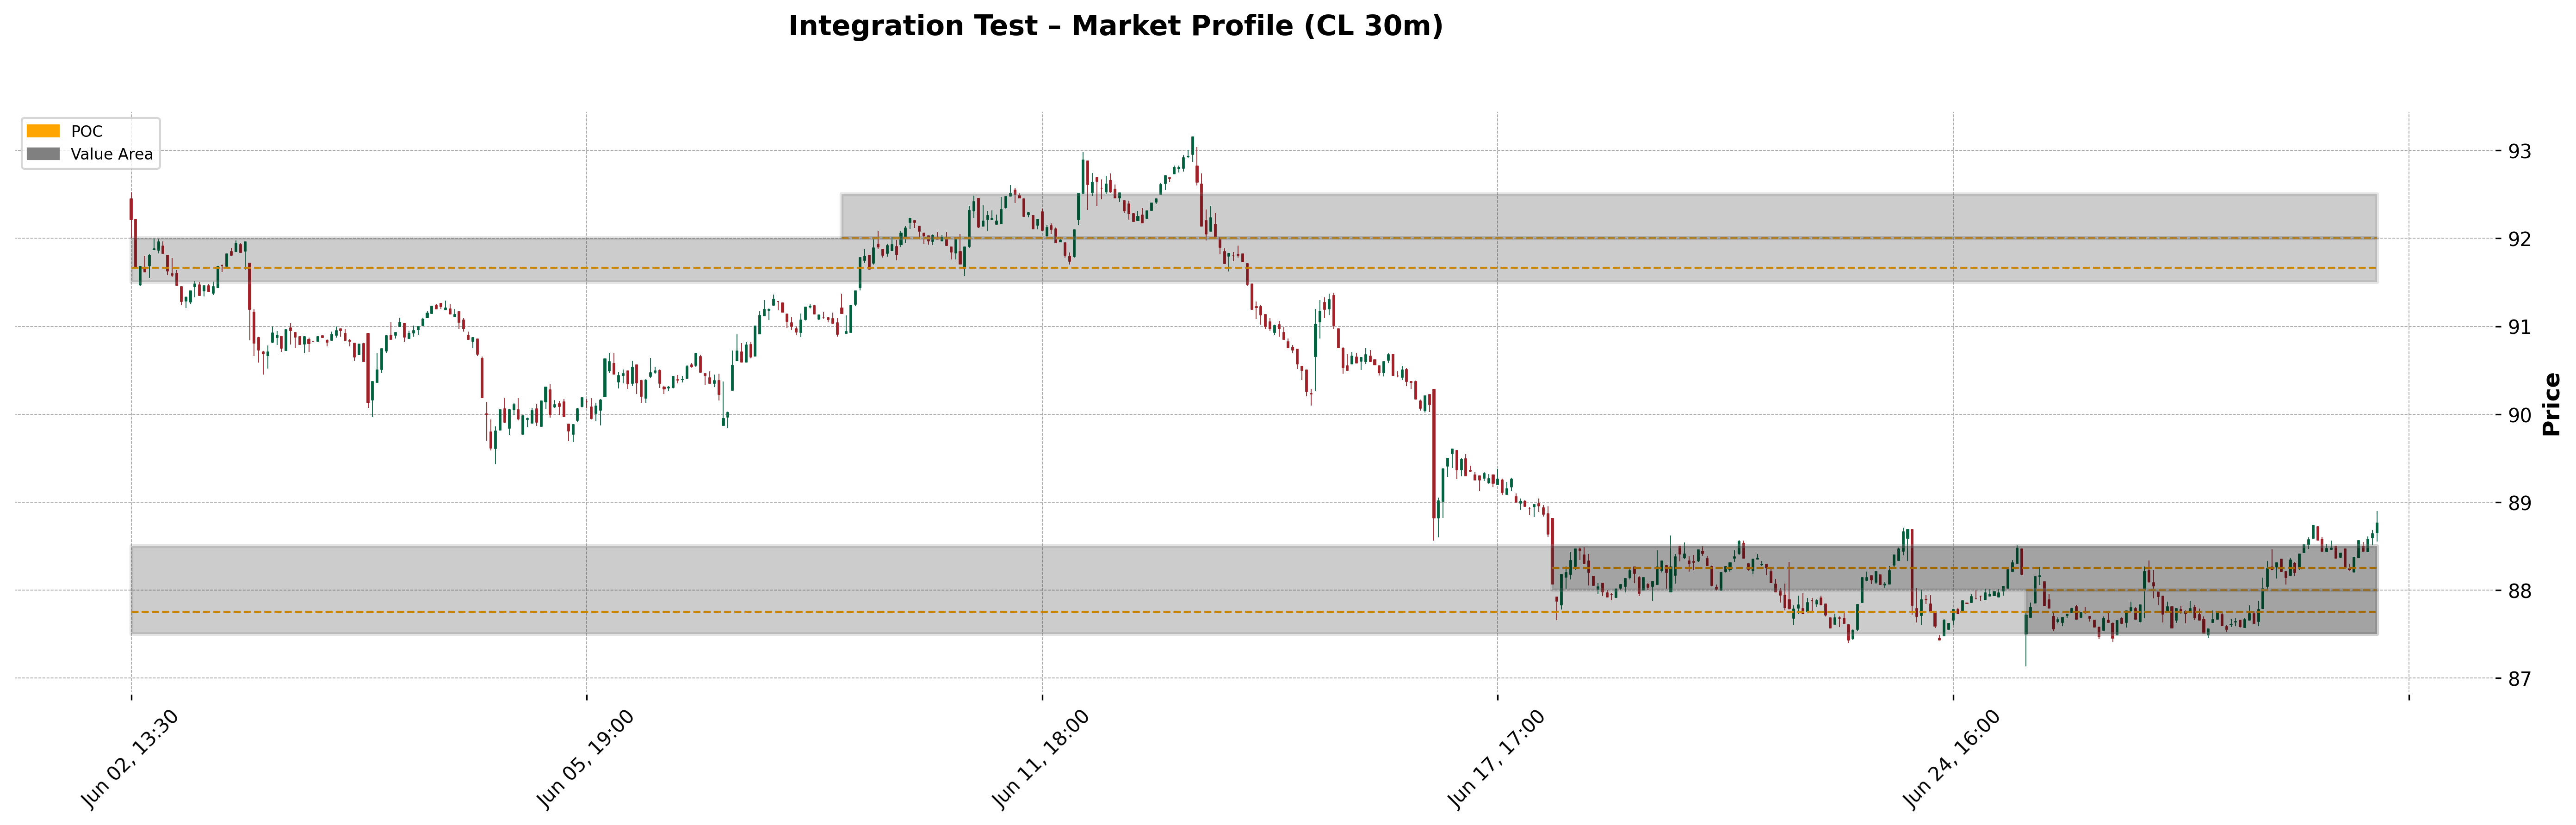 Integration Test – Market Profile (CL 30m)
POC
Value Area
93
92
91
90
89
88
87
Price
Jun 02, 13:30
Jun 05, 19:00
Jun 11, 18:00
Jun 17, 17:00
Jun 24, 16:00